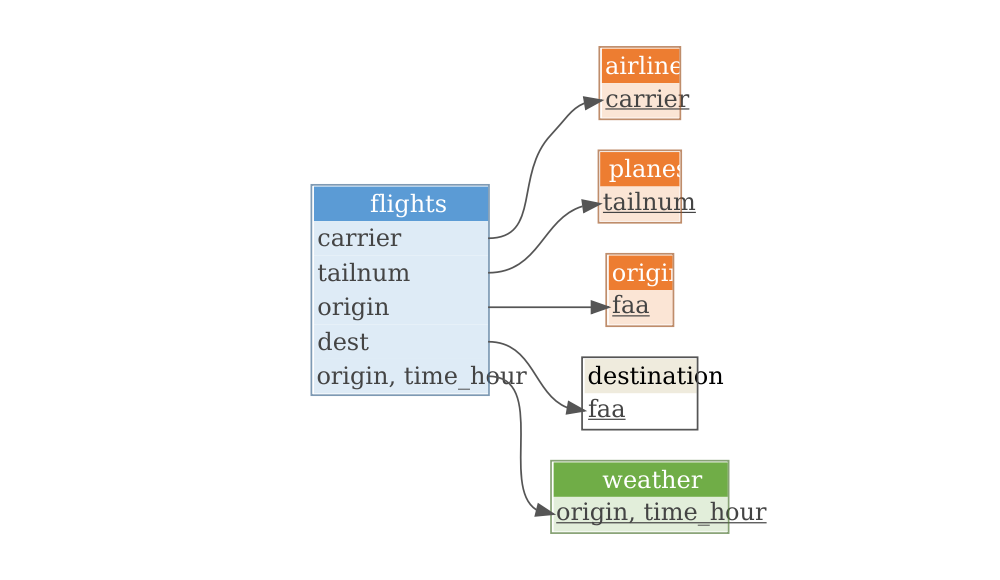 flights
carrier
tailnum
origin
dest
origin, time_hour
airline
carrier
planes
tailnum
origin
faa
destination
faa
weather
origin, time_hour